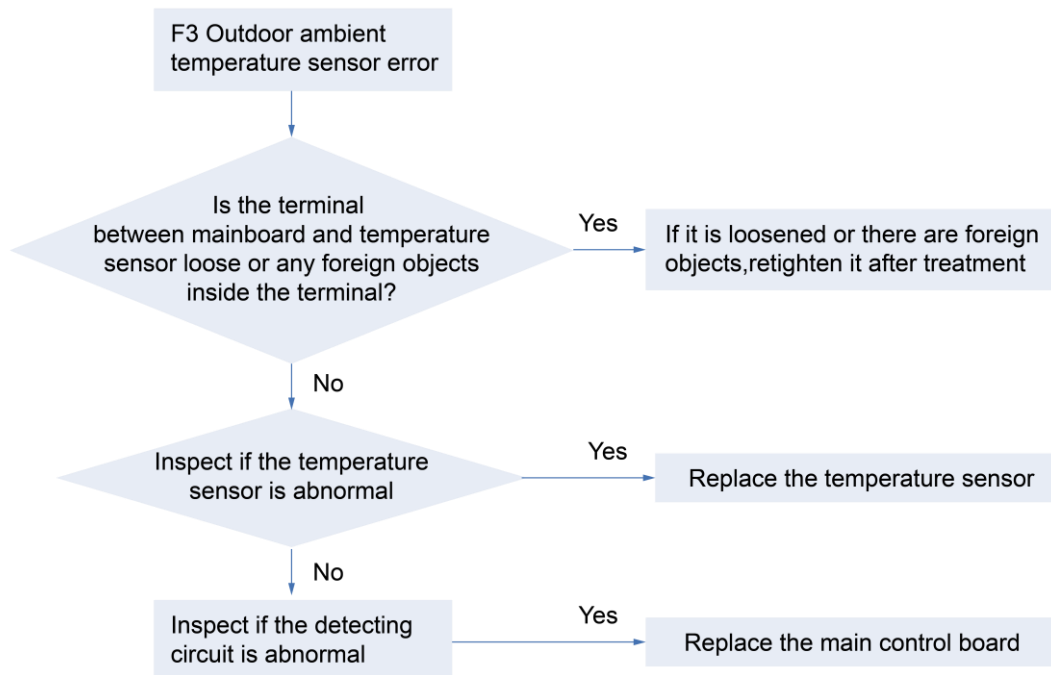 F3 Outdoor ambient
temperature sensor error
Is the terminal
between mainboard and temperature
sensor loose or any foreign objects
inside the terminal?
Yes
If it is loosened or there are foreign
objects,retighten it after treatment
No
Inspect if the temperature
sensor is abnormal
Yes
Replace the temperature sensor
No
Inspect if the detecting
circuit is abnormal
Yes
Replace the main control board